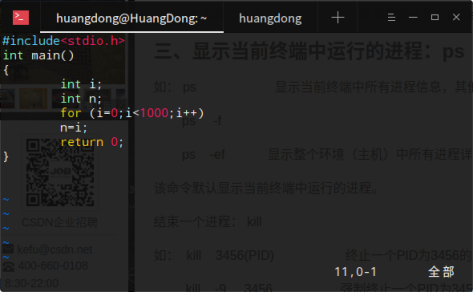 huangdong@HuangDong: ~
huangdong
#include<stdio.h>
int main()
{
int i;
int n;
for (i=0;i<1000;i++)
n=i;
return 0;
}
~
~
~
~
~
11,0-1 全部
三、显示当前终端中运行的进程：ps
如： ps 显示当前终端中所有进程信息，其
ps -f
ps -ef 显示整个环境（主机）中所有进程详
该命令默认显示当前终端中运行的进程。
结束一个进程： kill
如： kill 3456(PID) 终止一个PID为3456的
kill -9 3456 强制终止一个PID为34
CSDN企业招聘
kefu@csdn.net
400-660-0108
8:30-22:00